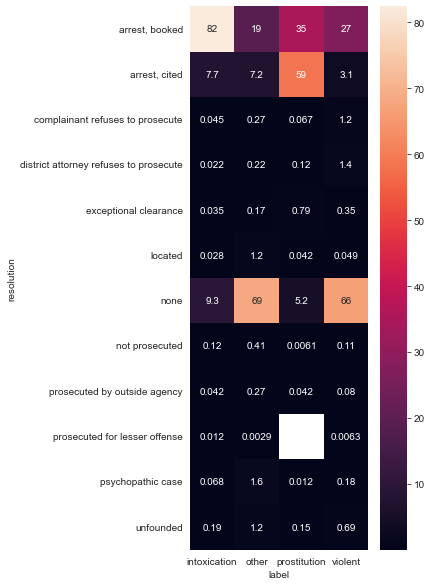 resolution
arrest, booked 82 19 35 27
arrest, cited 7.7 7.2 59 3.1
complainant refuses to prosecute 0.045 0.27 0.067 1.2
district attorney refuses to prosecute 0.022 0.22 0.12 1.4
exceptional clearance 0.035 0.17 0.79 0.35
located 0.028 1.2 0.042 0.049
none 9.3 69 5.2 66
not prosecuted 0.12 0.41 0.0061 0.11
prosecuted by outside agency 0.042 0.27 0.042 0.08
prosecuted for lesser offense 0.012 0.0029 0.0063
psychopathic case 0.068 1.6 0.012 0.18
unfounded 0.19 1.2 0.15 0.69
intoxication other prostitution violent
label
80
70
60
50
40
30
20
10